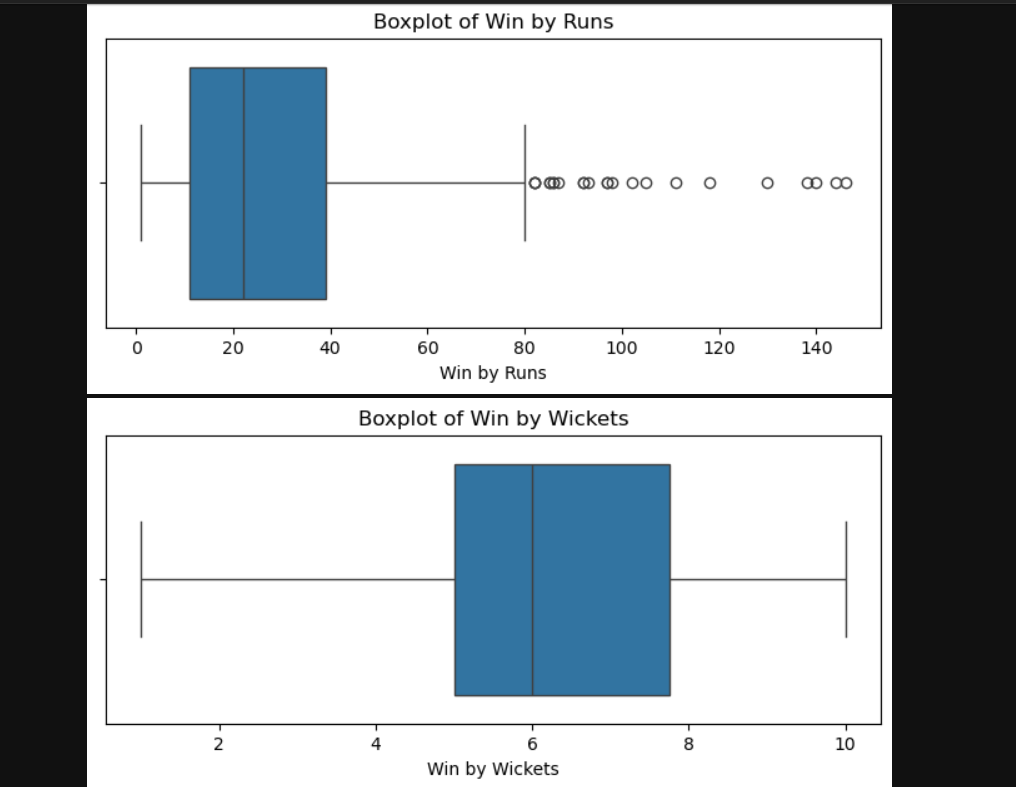 Boxplot of Win by Runs
0 20 40 60 80 100 120 140
Win by Runs
Boxplot of Win by Wickets
2 4 6 8 10
Win by Wickets